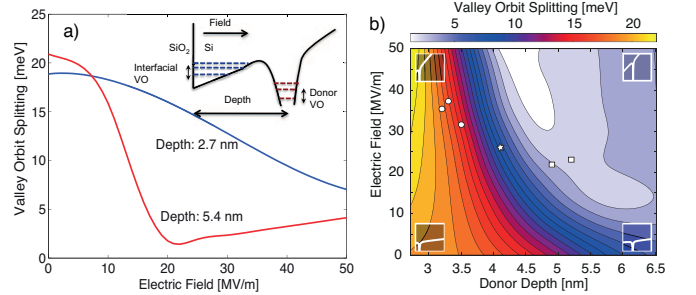 a)
Field
SiO2
Si
Interfacial
VO
Donor
VO
Depth
Depth: 2.7 nm
Depth: 5.4 nm
Valley Orbit Splitting [meV]
25
20
15
10
5
0
0 10 20 30 40 50
Electric Field [MV/m]
b)
Valley Orbit Splitting [meV]
5 10 15 20
Electric Field [MV/m]
50
40
30
20
10
0
3 3.5 4 4.5 5 5.5 6 6.5
Donor Depth [nm]